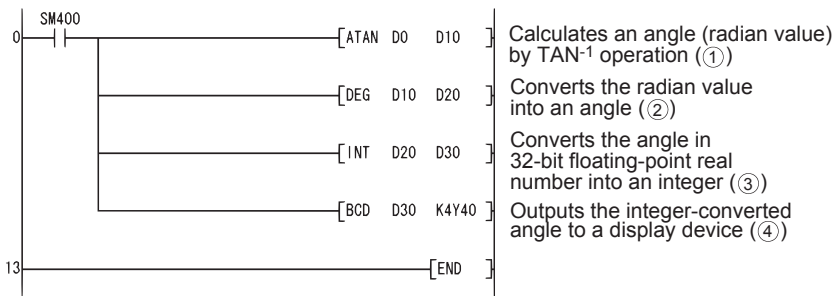 SM400
0 [ATAN D0 D10 ] Calculates an angle (radian value)
by TAN-1 operation (①)
[DEG D10 D20 ] Converts the radian value
into an angle (②)
[INT D20 D30 ] Converts the angle in
32-bit floating-point real
number into an integer (③)
[BCD D30 K4Y40 ] Outputs the integer-converted
angle to a display device (④)
13 [END ]